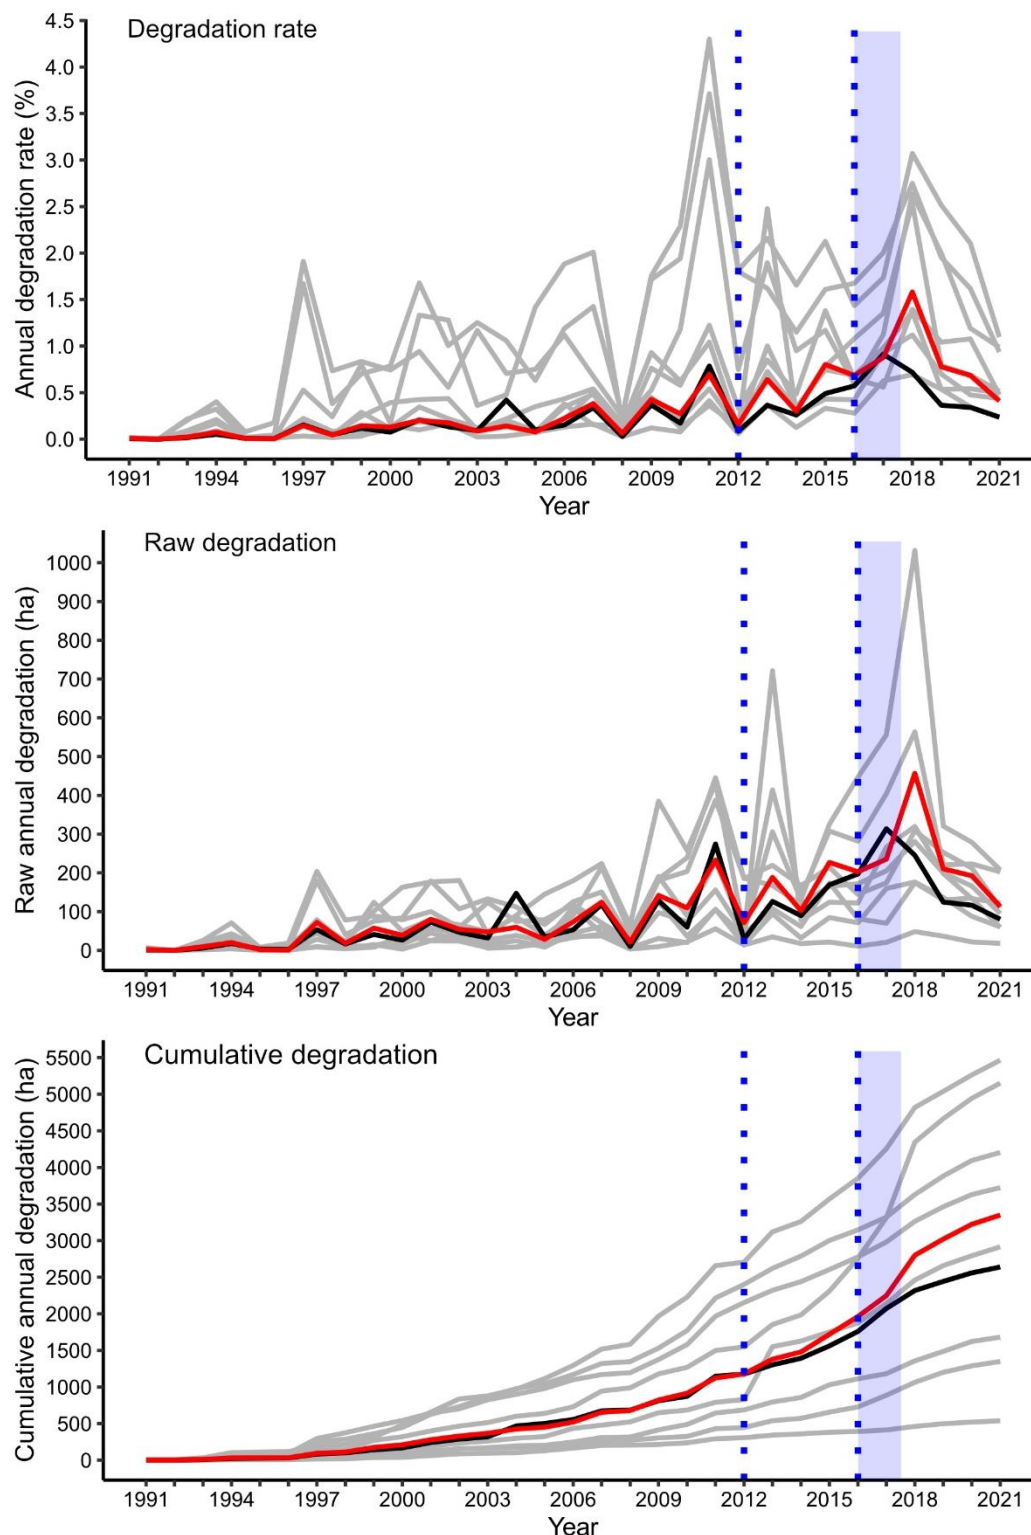 Degradation rate
Annual degradation rate (%)
4.5
4.0
3.5
3.0
2.5
2.0
1.5
1.0
0.5
0.0
1991 1994 1997 2000 2003 2006 2009 2012 2015 2018 2021
Year
Raw degradation
Raw annual degradation (ha)
1000
900
800
700
600
500
400
300
200
100
0
1991 1994 1997 2000 2003 2006 2009 2012 2015 2018 2021
Year
Cumulative degradation
Cumulative annual degradation (ha)
5500
5000
4500
4000
3500
3000
2500
2000
1500
1000
500
0
1991 1994 1997 2000 2003 2006 2009 2012 2015 2018 2021
Year